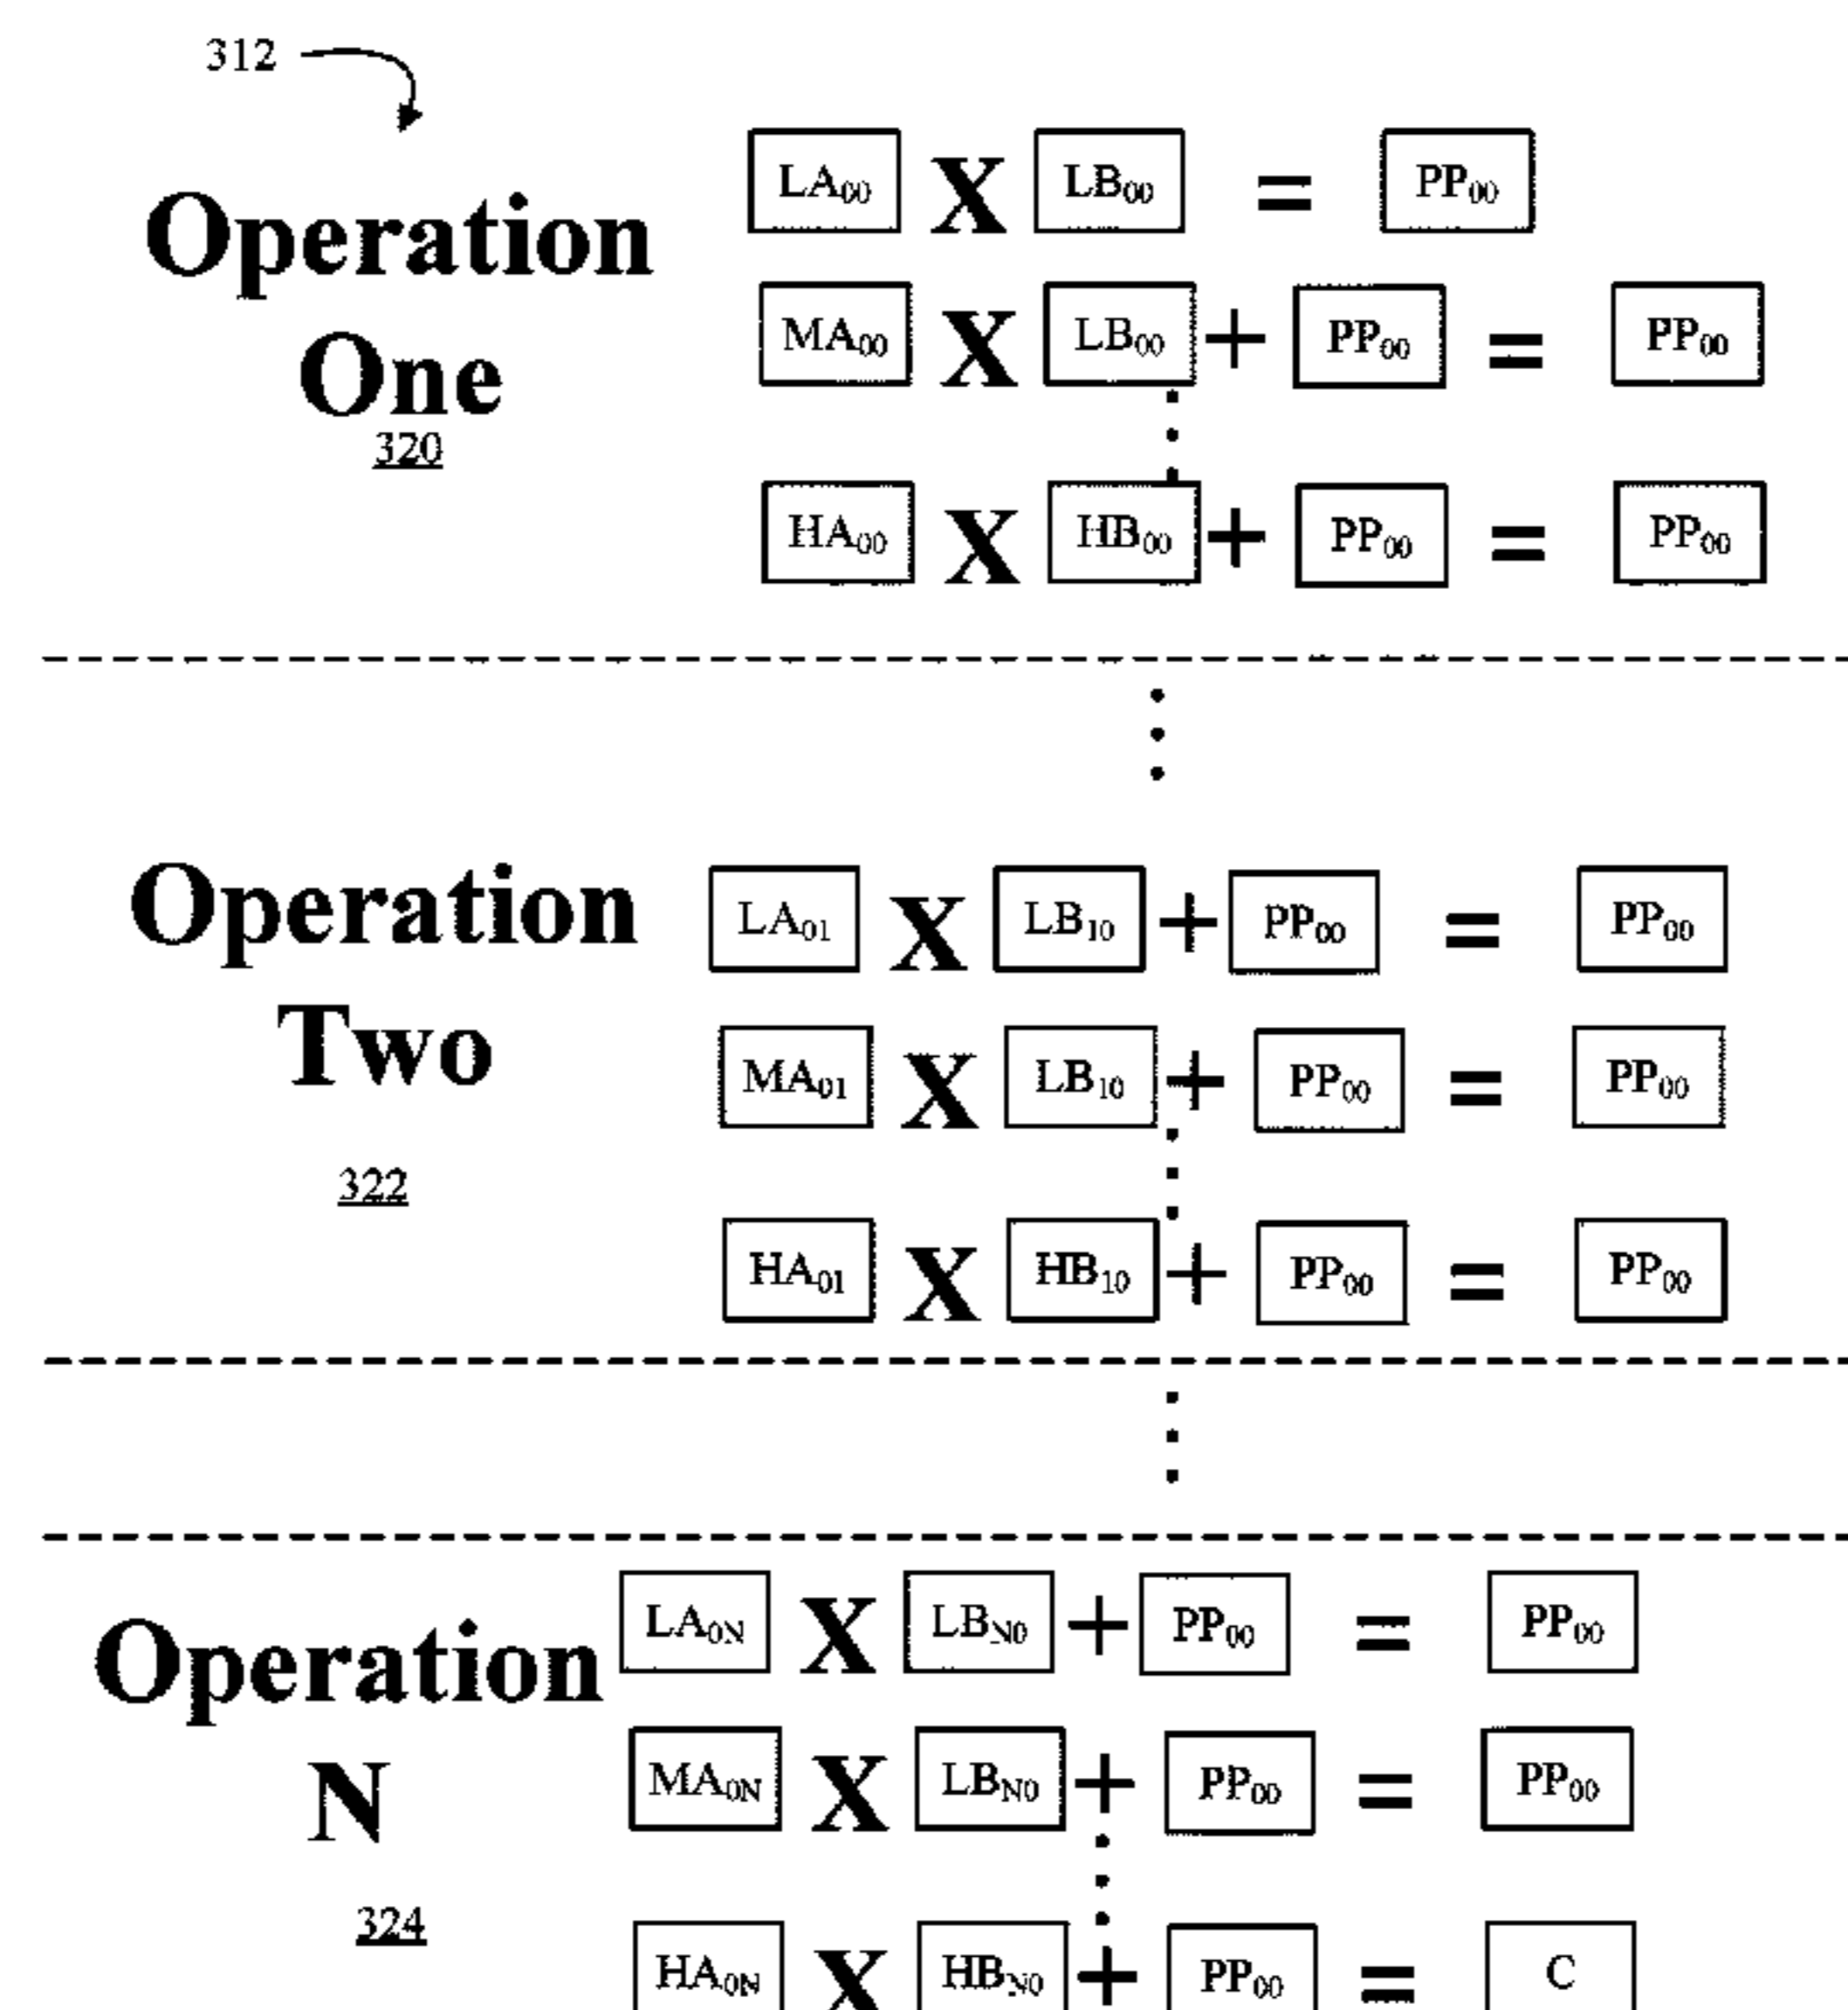 312
Operation
One
320
LA₀₀ X LB₀₀ = PP₀₀
MA₀₀ X LB₀₀ + PP₀₀ = PP₀₀
HA₀₀ X HB₀₀ + PP₀₀ = PP₀₀
Operation
Two
322
LA₀₁ X LB₁₀ + PP₀₀ = PP₀₀
MA₀₁ X LB₁₀ + PP₀₀ = PP₀₀
HA₀₁ X HB₁₀ + PP₀₀ = PP₀₀
Operation
N
324
LA₀N X LBN₀ + PP₀₀ = PP₀₀
MA₀N X LBN₀ + PP₀₀ = PP₀₀
HA₀N X HBN₀ + PP₀₀ = C